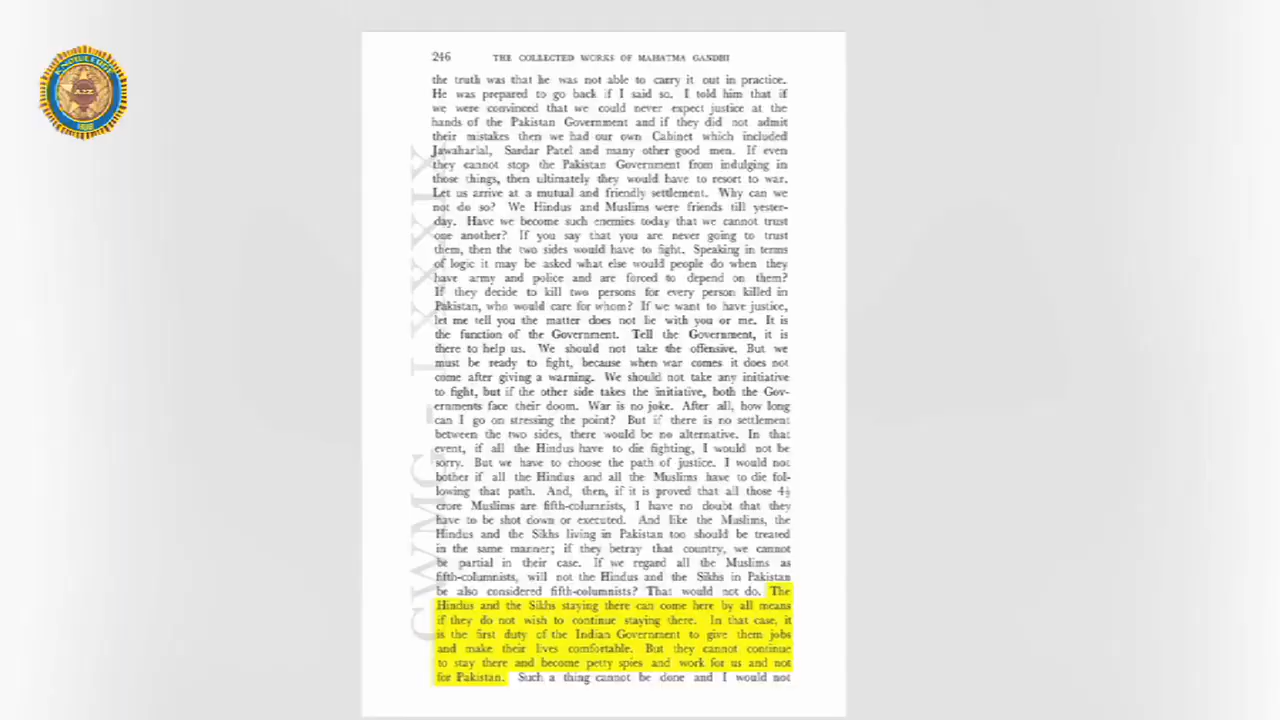 KNOWLEDGE
A2Z
HUB
246 THE COLLECTED WORKS OF MAHATMA GANDHI
the truth was that he was not able to carry it out in practice.
He was prepared to go back if I said so. I told him that if
we were convinced that we could never expect justice at the
hands of the Pakistan Government and if they did not admit
their mistakes then we had our own Cabinet which included
Jawaharlal, Sardar Patel and many other good men. If even
they cannot stop the Pakistan Government from indulging in
those things, then ultimately they would have to resort to war.
Let us arrive at a mutual and friendly settlement. Why can we
not do so? We Hindus and Muslims were friends till yester-
day. Have we become such enemies today that we cannot trust
one another? If you say that you are never going to trust
them, then the two sides would have to fight. Speaking in terms
of logic it may be asked what else would people do when they
have army and police and are forced to depend on them?
If they decide to kill two persons for every person killed in
Pakistan, who would care for whom? If we want to have justice,
let me tell you the matter does not lie with you or me. It is
the function of the Government. Tell the Government, it is
there to help us. We should not take the offensive. But we
must be ready to fight, because when war comes it does not
come after giving a warning. We should not take any initiative
to fight, but if the other side takes the initiative, both the Gov-
ernments face their doom. War is no joke. After all, how long
can I go on stressing the point? But if there is no settlement
between the two sides, there would be no alternative. In that
event, if all the Hindus have to die fighting, I would not be
sorry. But we have to choose the path of justice. I would not
bother if all the Hindus and all the Muslims have to die fol-
lowing that path. And, then, if it is proved that all those 4½
crore Muslims are fifth-columnists, I have no doubt that they
have to be shot down or executed. And like the Muslims, the
Hindus and the Sikhs living in Pakistan too should be treated
in the same manner; if they betray that country, we cannot
be partial in their case. If we regard all the Muslims as
fifth-columnists, will not the Hindus and the Sikhs in Pakistan
be also considered fifth-columnists? That would not do. The
Hindus and the Sikhs staying there can come here by all means
if they do not wish to continue staying there. In that case, it
is the first duty of the Indian Government to give them jobs
and make their lives comfortable. But they cannot continue
to stay there and become petty spies and work for us and not
for Pakistan. Such a thing cannot be done and I would not
CWMG - LXXXIX